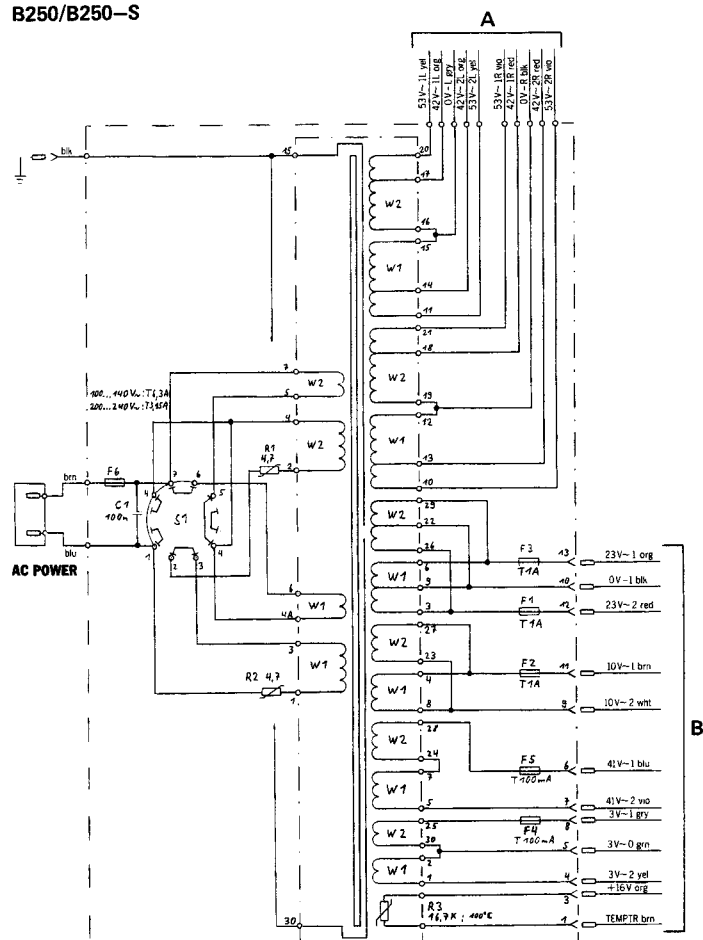 B250/B250–S
A
53V~1L yel
42V~1L org
0V-L gry
42V~2L org
53V~2L yel
53V~1R vio
42V~1R red
0V-R blk
42V~2R red
53V~2R vio
blk
15
20
17
W2
16
15
W1
14
11
21
18
W2
19
12
W1
13
10
7
W2
5
100...140V~:T6,3A
200...240V~:T3,15A
4
W2
R1
4,7
2
brn
F6
7
6
4
5
C1
100n
S1
1
2
3
4
blu
AC POWER
29
W2
22
26
6
W1
9
3
F3
T1A
13
23V~1 org
10
0V-1 blk
F1
T1A
12
23V~2 red
6
W1
4A
3
W1
R2 4,7
1
27
W2
23
4
W1
8
F2
T1A
11
10V~1 brn
9
10V~2 wht
B
28
W2
24
7
W1
5
F5
T100mA
6
41V~1 blu
7
41V~2 vio
25
W2
30
2
W1
1
F4
T100mA
8
3V~1 gry
5
3V~0 grn
4
3V~2 yel
3
+16V org
R3
16,7K ; 100°C
1
TEMPTR brn
30